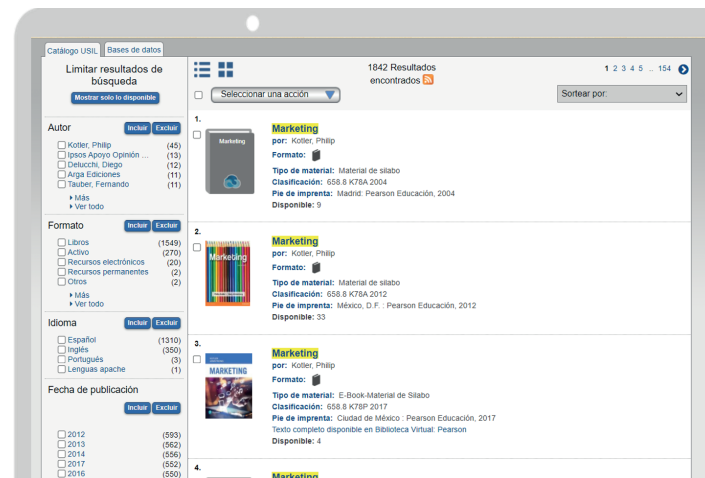 Catálogo USIL
Bases de datos
Limitar resultados de
búsqueda
Mostrar solo lo disponible
Autor
Incluir
Excluir
Kotler, Philip (45)
Ipsos Apoyo Opinión ... (13)
Delucchi, Diego (12)
Arga Ediciones (11)
Tauber, Fernando (11)
Más
Ver todo
Formato
Incluir
Excluir
Libros (1549)
Activo (270)
Recursos electrónicos (20)
Recursos permanentes (2)
Otros (2)
Más
Ver todo
Idioma
Incluir
Excluir
Español (1310)
Inglés (350)
Portugués (3)
Lenguas apache (1)
Fecha de publicación
Incluir
Excluir
2012 (593)
2013 (562)
2014 (556)
2017 (552)
2016 (550)
1842 Resultados
encontrados
1 2 3 4 5 .. 154
Seleccionar una acción
Sortear por:
1.
Marketing
Marketing
por: Kotler, Philip
Formato:
Tipo de material: Material de silabo
Clasificación: 658.8 K78A 2004
Pie de imprenta: Madrid: Pearson Educación, 2004
Disponible: 9
2.
Marketing
Marketing
por: Kotler, Philip
Formato:
Tipo de material: Material de silabo
Clasificación: 658.8 K78A 2012
Pie de imprenta: México, D.F. : Pearson Educación, 2012
Disponible: 33
3.
MARKETING
Marketing
por: Kotler, Philip
Formato:
Tipo de material: E-Book-Material de Silabo
Clasificación: 658.8 K78P 2017
Pie de imprenta: Ciudad de México : Pearson Educación, 2017
Texto completo disponible en Biblioteca Virtual: Pearson
Disponible: 4
4.
Marketing